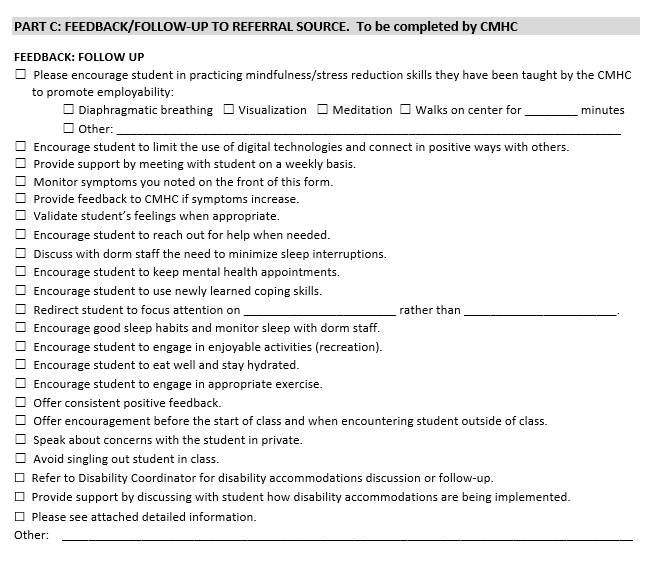 PART C: FEEDBACK/FOLLOW-UP TO REFERRAL SOURCE.  To be completed by CMHC
FEEDBACK: FOLLOW UP
☐ Please encourage student in practicing mindfulness/stress reduction skills they have been taught by the CMHC
to promote employability:
☐ Diaphragmatic breathing ☐ Visualization ☐ Meditation ☐ Walks on center for ________ minutes
☐ Other: ______________________________________________________________
☐ Encourage student to limit the use of digital technologies and connect in positive ways with others.
☐ Provide support by meeting with student on a weekly basis.
☐ Monitor symptoms you noted on the front of this form.
☐ Provide feedback to CMHC if symptoms increase.
☐ Validate student’s feelings when appropriate.
☐ Encourage student to reach out for help when needed.
☐ Discuss with dorm staff the need to minimize sleep interruptions.
☐ Encourage student to keep mental health appointments.
☐ Encourage student to use newly learned coping skills.
☐ Redirect student to focus attention on _______________________ rather than _______________________.
☐ Encourage good sleep habits and monitor sleep with dorm staff.
☐ Encourage student to engage in enjoyable activities (recreation).
☐ Encourage student to eat well and stay hydrated.
☐ Encourage student to engage in appropriate exercise.
☐ Offer consistent positive feedback.
☐ Offer encouragement before the start of class and when encountering student outside of class.
☐ Speak about concerns with the student in private.
☐ Avoid singling out student in class.
☐ Refer to Disability Coordinator for disability accommodations discussion or follow-up.
☐ Provide support by discussing with student how disability accommodations are being implemented.
☐ Please see attached detailed information.
Other: ______________________________________________________________